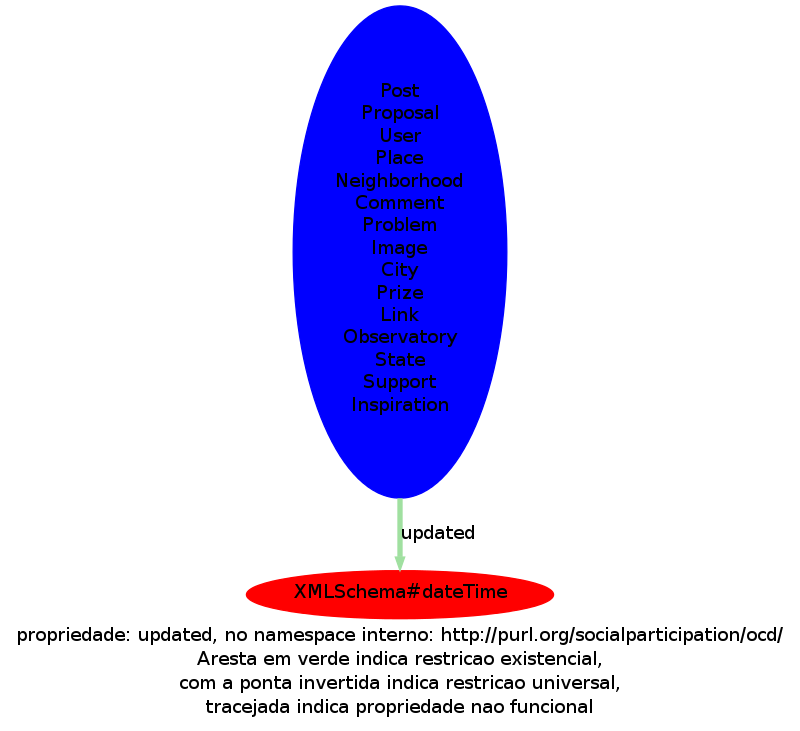 Post
Proposal
User
Place
Neighborhood
Comment
Problem
Image
City
Prize
Link
Observatory
State
Support
Inspiration
updated
XMLSchema#dateTime
propriedade: updated, no namespace interno: http://purl.org/socialparticipation/ocd/
Aresta em verde indica restricao existencial,
com a ponta invertida indica restricao universal,
tracejada indica propriedade nao funcional